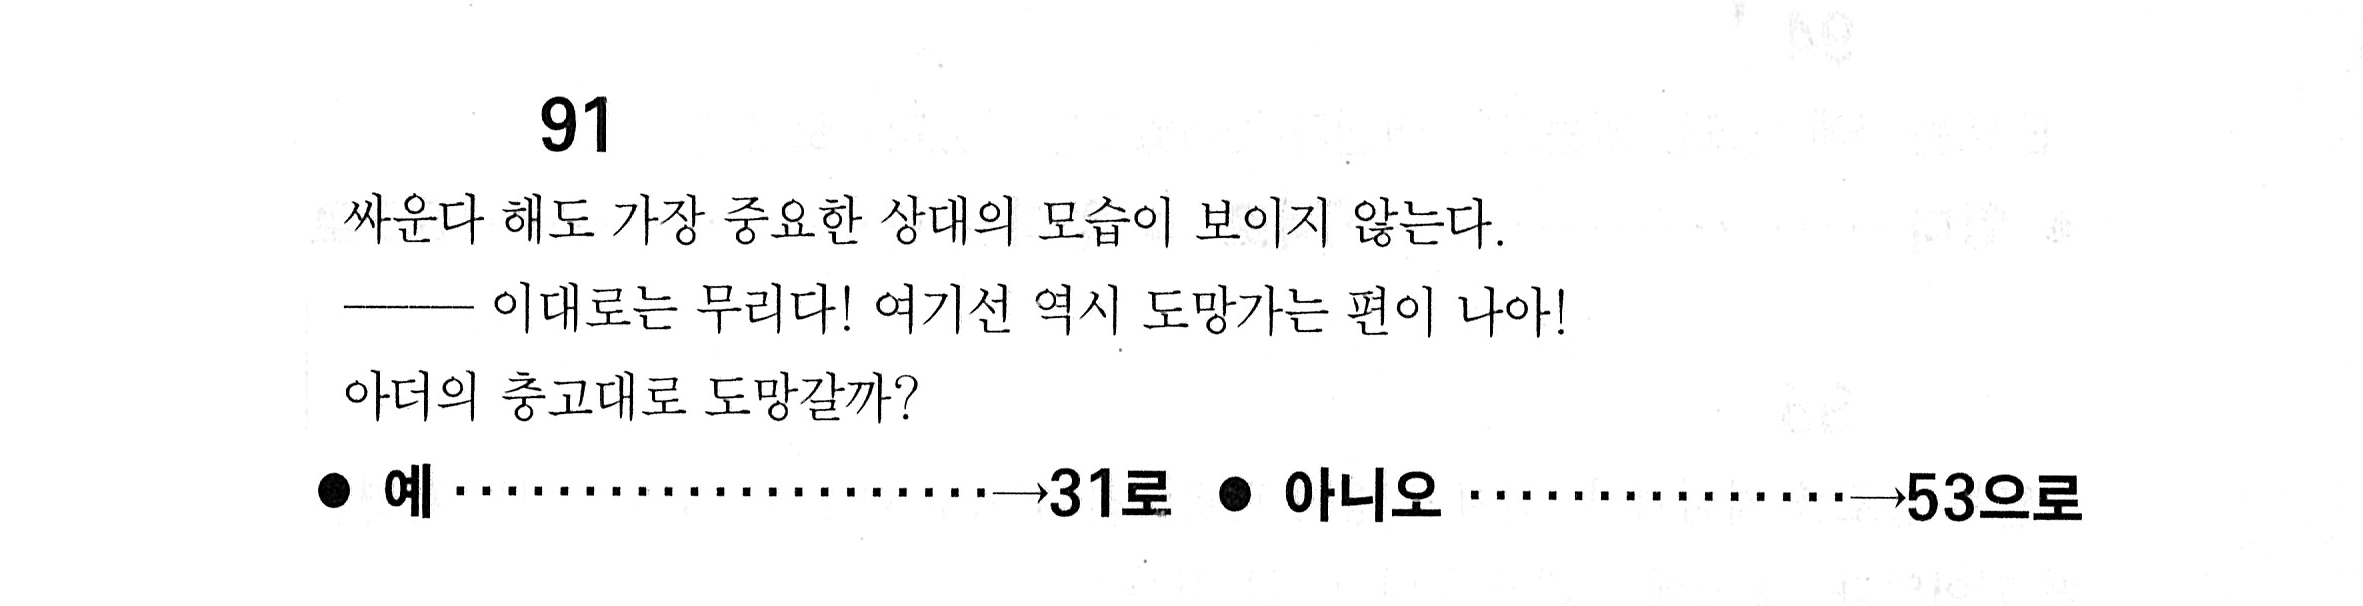 91
싸운다 해도 가장 중요한 상대의 모습이 보이지 않는다.
─── 이대로는 무리다! 여기선 역시 도망가는 편이 나아!
아더의 충고대로 도망갈까?
● 예 ·····················→31로 ● 아니오 ···············→53으로